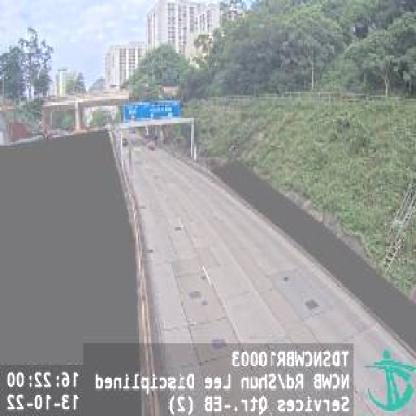 TDSNCWBR10003
NCWB Rd/Shun Lee Disciplined
Services Qtr.-EB (2)
16:22:00
13-10-22